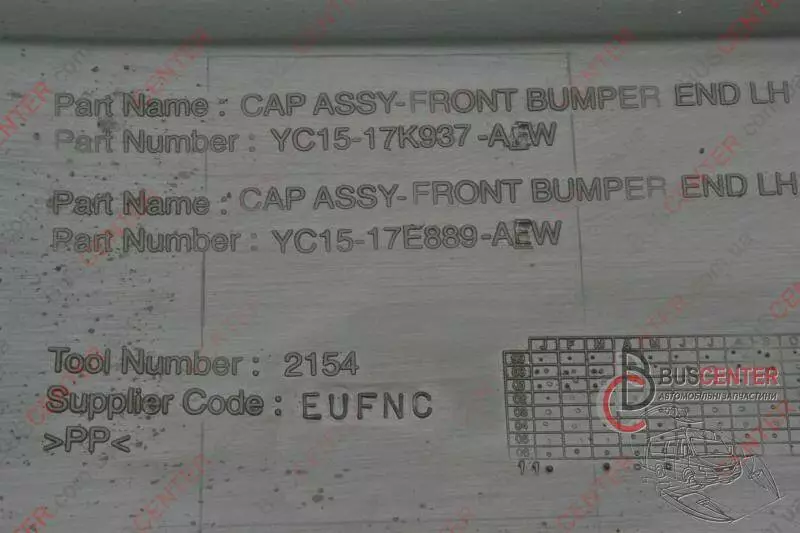 Part Name : CAP ASSY-FRONT BUMPER END LH
Part Number : YC15-17K937-AEW
Part Name : CAP ASSY-FRONT BUMPER END LH
Part Number : YC15-17E889-AEW
Tool Number : 2154
Supplier Code : EUFNC
>PP<
J F M A M J J A S O
BUSCENTER
АВТОМОБІЛЬНІ ЗАПЧАСТИНИ
11